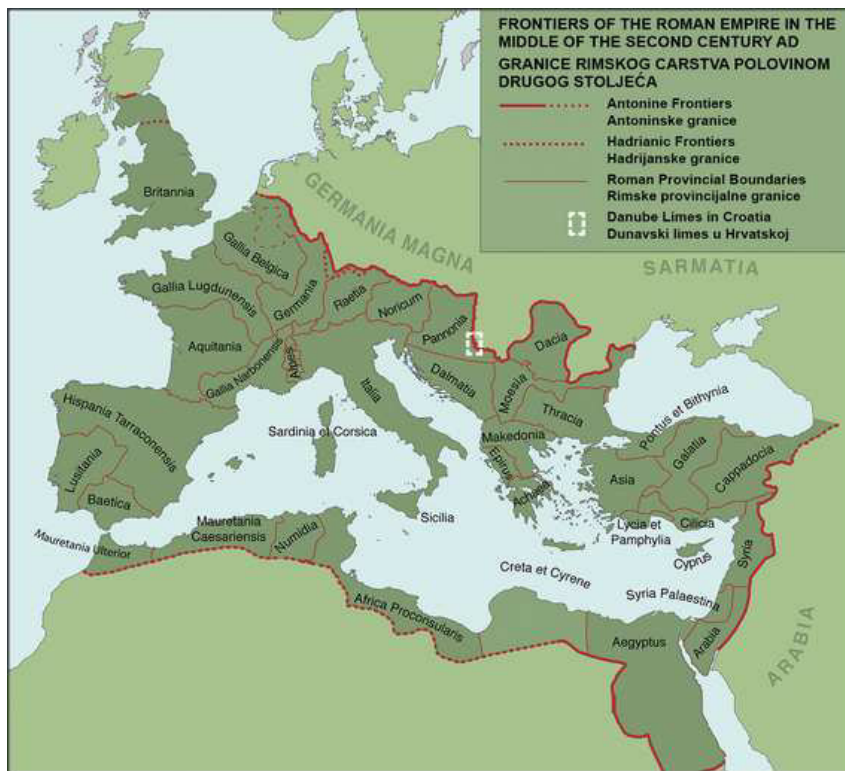 FRONTIERS OF THE ROMAN EMPIRE IN THE
MIDDLE OF THE SECOND CENTURY AD
GRANICE RIMSKOG CARSTVA POLOVINOM
DRUGOG STOLJEĆA
Antonine Frontiers
Antoninske granice
Hadrianic Frontiers
Hadrijanske granice
Roman Provincial Boundaries
Rimske provincijalne granice
Danube Limes in Croatia
Dunavski limes u Hrvatskoj
Britannia
GERMANIA MAGNA
SARMATIA
Gallia Belgica
Gallia Lugdunensis
Germania
Raetia
Noricum
Pannonia
Dacia
Aquitania
Gallia Narbonensis
Alpes
Italia
Dalmatia
Moesia
Thracia
Pontus et Bithynia
Hispania Tarraconensis
Sardinia et Corsica
Makedonia
Epirus
Achaea
Asia
Galatia
Cappadocia
Lusitania
Baetica
Sicilia
Lycia et
Pamphylia
Cilicia
Cyprus
Syria
Mauretania Ulterior
Mauretania
Caesariensis
Numidia
Creta et Cyrene
Syria Palaestina
Africa Proconsularis
Aegyptus
Arabia
ARABIA